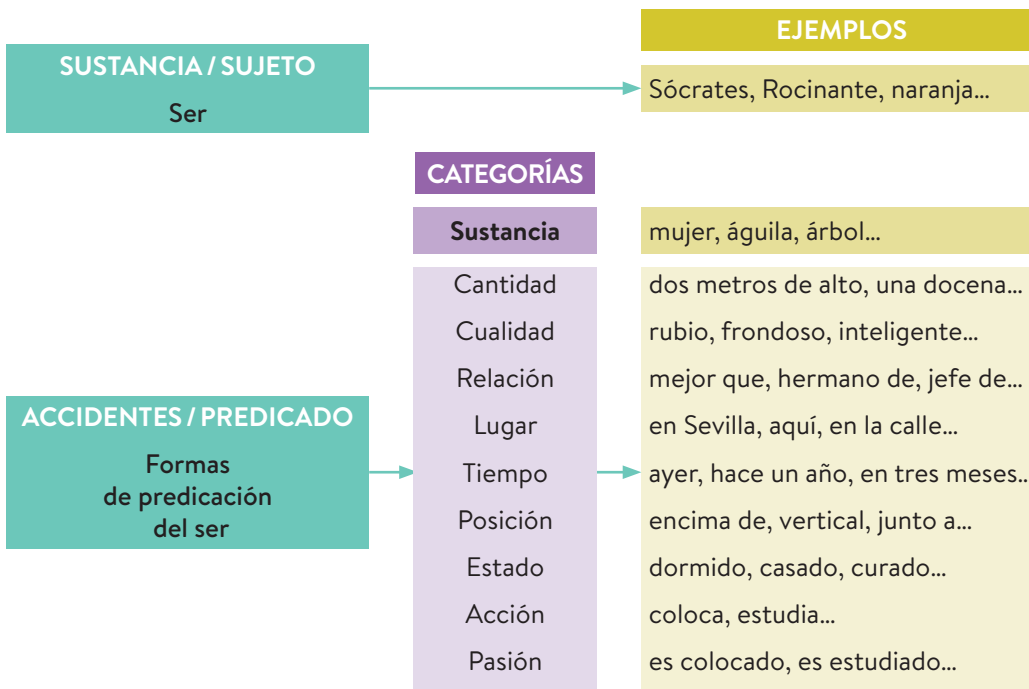 EJEMPLOS
SUSTANCIA / SUJETO
Ser
Sócrates, Rocinante, naranja...
CATEGORÍAS
Sustancia
mujer, águila, árbol...
Cantidad
dos metros de alto, una docena...
Cualidad
rubio, frondoso, inteligente...
Relación
mejor que, hermano de, jefe de...
ACCIDENTES / PREDICADO
Formas
de predicación
del ser
Lugar
en Sevilla, aquí, en la calle...
Tiempo
ayer, hace un año, en tres meses...
Posición
encima de, vertical, junto a...
Estado
dormido, casado, curado...
Acción
coloca, estudia...
Pasión
es colocado, es estudiado...